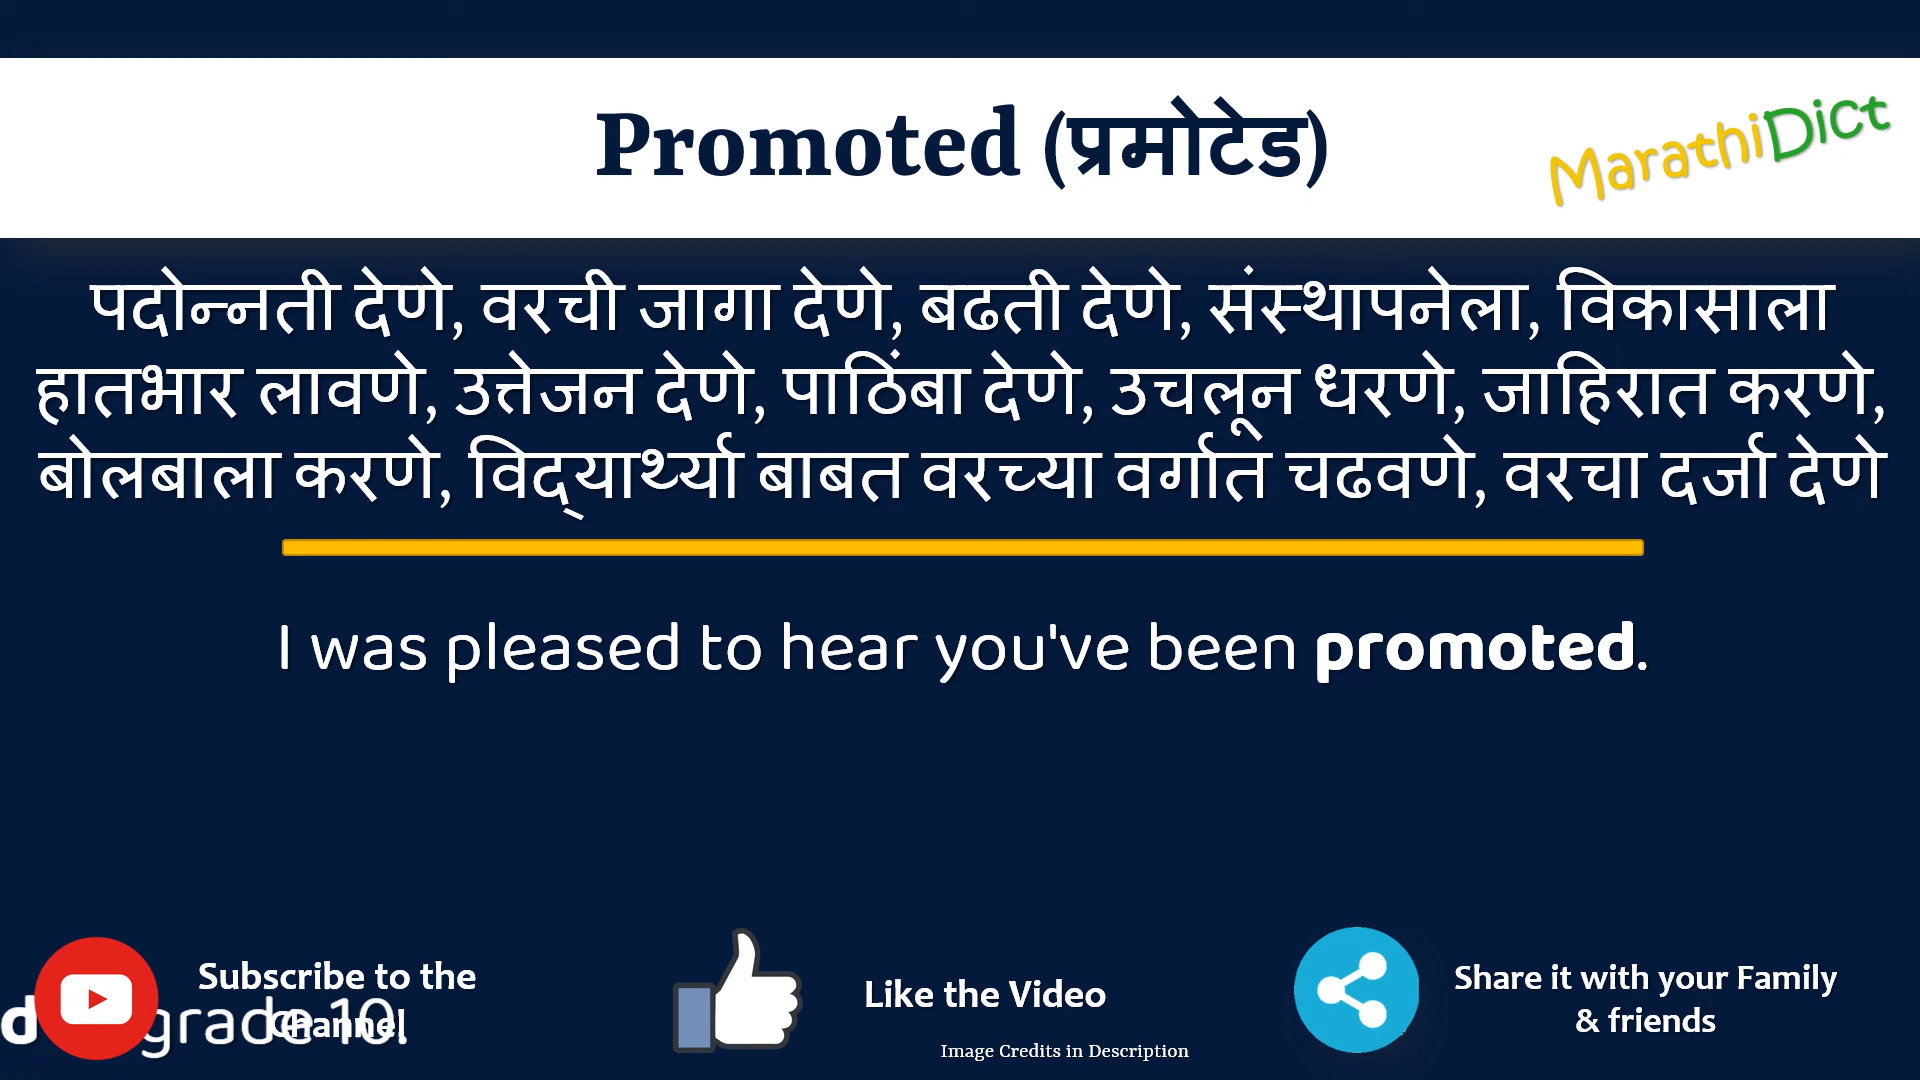 Promoted (प्रमोटेड)
MarathiDict
पदोन्नती देणे, वरची जागा देणे, बढती देणे, संस्थापनेला, विकासाला
हातभार लावणे, उत्तेजन देणे, पाठिंबा देणे, उचलून धरणे, जाहिरात करणे,
बोलबाला करणे, विद्‌यार्थ्या बाबत वरच्या वर्गात चढवणे, वरचा दर्जा देणे
I was pleased to hear you've been promoted.
Subscribe to the
Channel
d grade 10.
Like the Video
Share it with your Family
& friends
Image Credits in Description